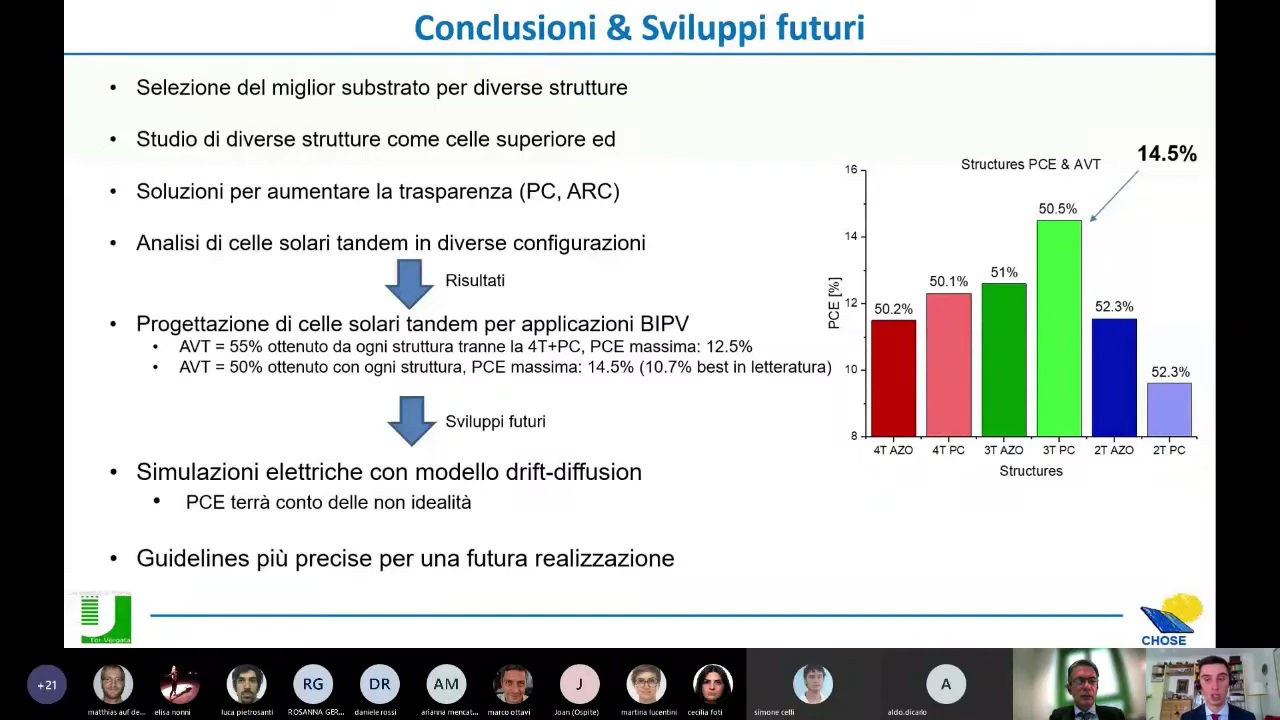 Conclusioni & Sviluppi futuri
• Selezione del miglior substrato per diverse strutture
• Studio di diverse strutture come celle superiore ed
• Soluzioni per aumentare la trasparenza (PC, ARC)
• Analisi di celle solari tandem in diverse configurazioni
Risultati
• Progettazione di celle solari tandem per applicazioni BIPV
• AVT = 55% ottenuto da ogni struttura tranne la 4T+PC, PCE massima: 12.5%
• AVT = 50% ottenuto con ogni struttura, PCE massima: 14.5% (10.7% best in letteratura)
Sviluppi futuri
• Simulazioni elettriche con modello drift-diffusion
• PCE terrà conto delle non idealità
• Guidelines più precise per una futura realizzazione
Structures PCE & AVT
14.5%
PCE [%]
16
14
12
10
8
50.2%
50.1%
51%
50.5%
52.3%
52.3%
4T AZO
4T PC
3T AZO
3T PC
2T AZO
2T PC
Structures
Tor Vergata
CHOSE
+21
RG
DR
AM
J
A
matthias auf de...
elisa nonni
luca pietrosanti
ROSANNA GER...
daniele rossi
arianna mencat...
marco ottavi
Joan (Ospite)
martina lucentini
cecilia foti
simone celli
aldo.dicarlo